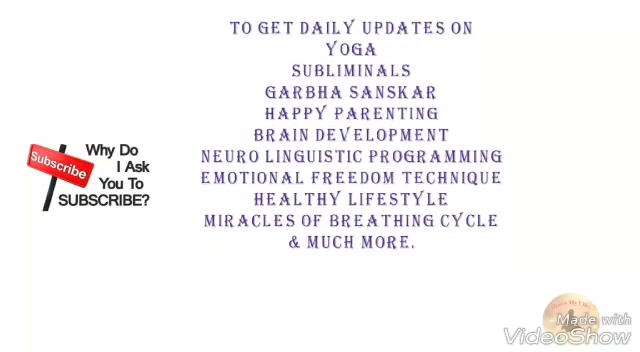 TO GET DAILY UPDATES ON
YOGA
SUBLIMINALS
GARBHA SANSKAR
HAPPY PARENTING
BRAIN DEVELOPMENT
NEURO LINGUISTIC PROGRAMMING
EMOTIONAL FREEDOM TECHNIQUE
HEALTHY LIFESTYLE
MIRACLES OF BREATHING CYCLE
& MUCH MORE.
Subscribe
Why Do
I Ask
You To
SUBSCRIBE?
Made with
VideoShow